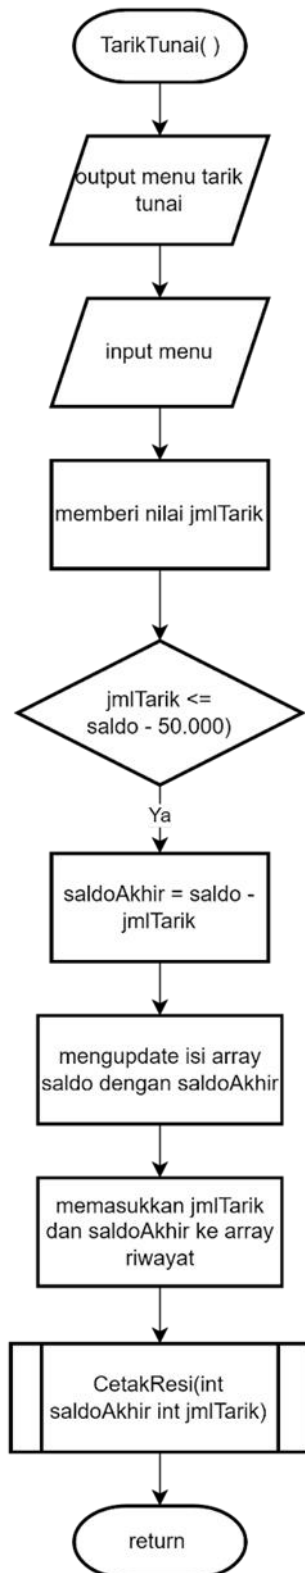 TarikTunai( )
output menu tarik
tunai
input menu
memberi nilai jmlTarik
jmlTarik <=
saldo - 50.000)
Ya
saldoAkhir = saldo -
jmlTarik
mengupdate isi array
saldo dengan saldoAkhir
memasukkan jmlTarik
dan saldoAkhir ke array
riwayat
CetakResi(int
saldoAkhir int jmlTarik)
return